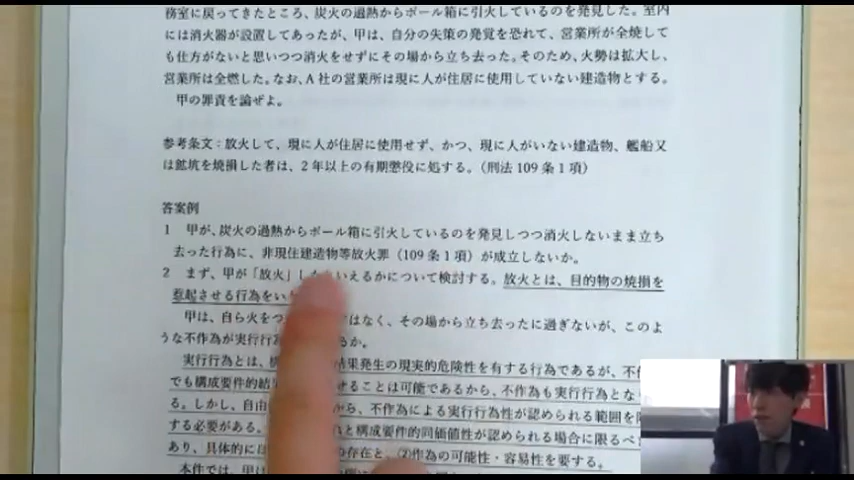 務室に戻ってきたところ、炭火の過熱からボール箱に引火しているのを発見した。室内
には消火器が設置してあったが、甲は、自分の失策の発覚を恐れて、営業所が全焼して
も仕方がないと思いつつ消火をせずにその場から立ち去った。そのため、火勢は拡大し、
営業所は全燃した。なお、A社の営業所は現に人が住居に使用していない建造物とする。
甲の罪責を論ぜよ。
参考条文:放火して、現に人が住居に使用せず、かつ、現に人がいない建造物、艦船又
は鉱坑を焼損した者は、2年以上の有期懲役に処する。(刑法109条1項)
答案例
1 甲が、炭火の過熱からボール箱に引火しているのを発見しつつ消火しないまま立ち
去った行為に、非現住建造物等放火罪(109条1項)が成立しないか。
2 まず、甲が「放火」し いえるかについて検討する。放火とは、目的物の焼損を
惹起させる行為をい
甲は、自ら火をつ はなく、その場から立ち去ったに過ぎないが、このよ
うな不作為が実行行 るか。
実行行為とは、 結果発生の現実的危険性を有する行為であるが、不作
でも構成要件的結 せることは可能であるから、不作為も実行行為とな
る。しかし、自由 から、不作為による実行行為性が認められる範囲を
する必要がある。 と構成要件的同価値性が認められる場合に限るべ
あり、具体的には の存在と、②作為の可能性・容易性を要する。
本件では、甲に